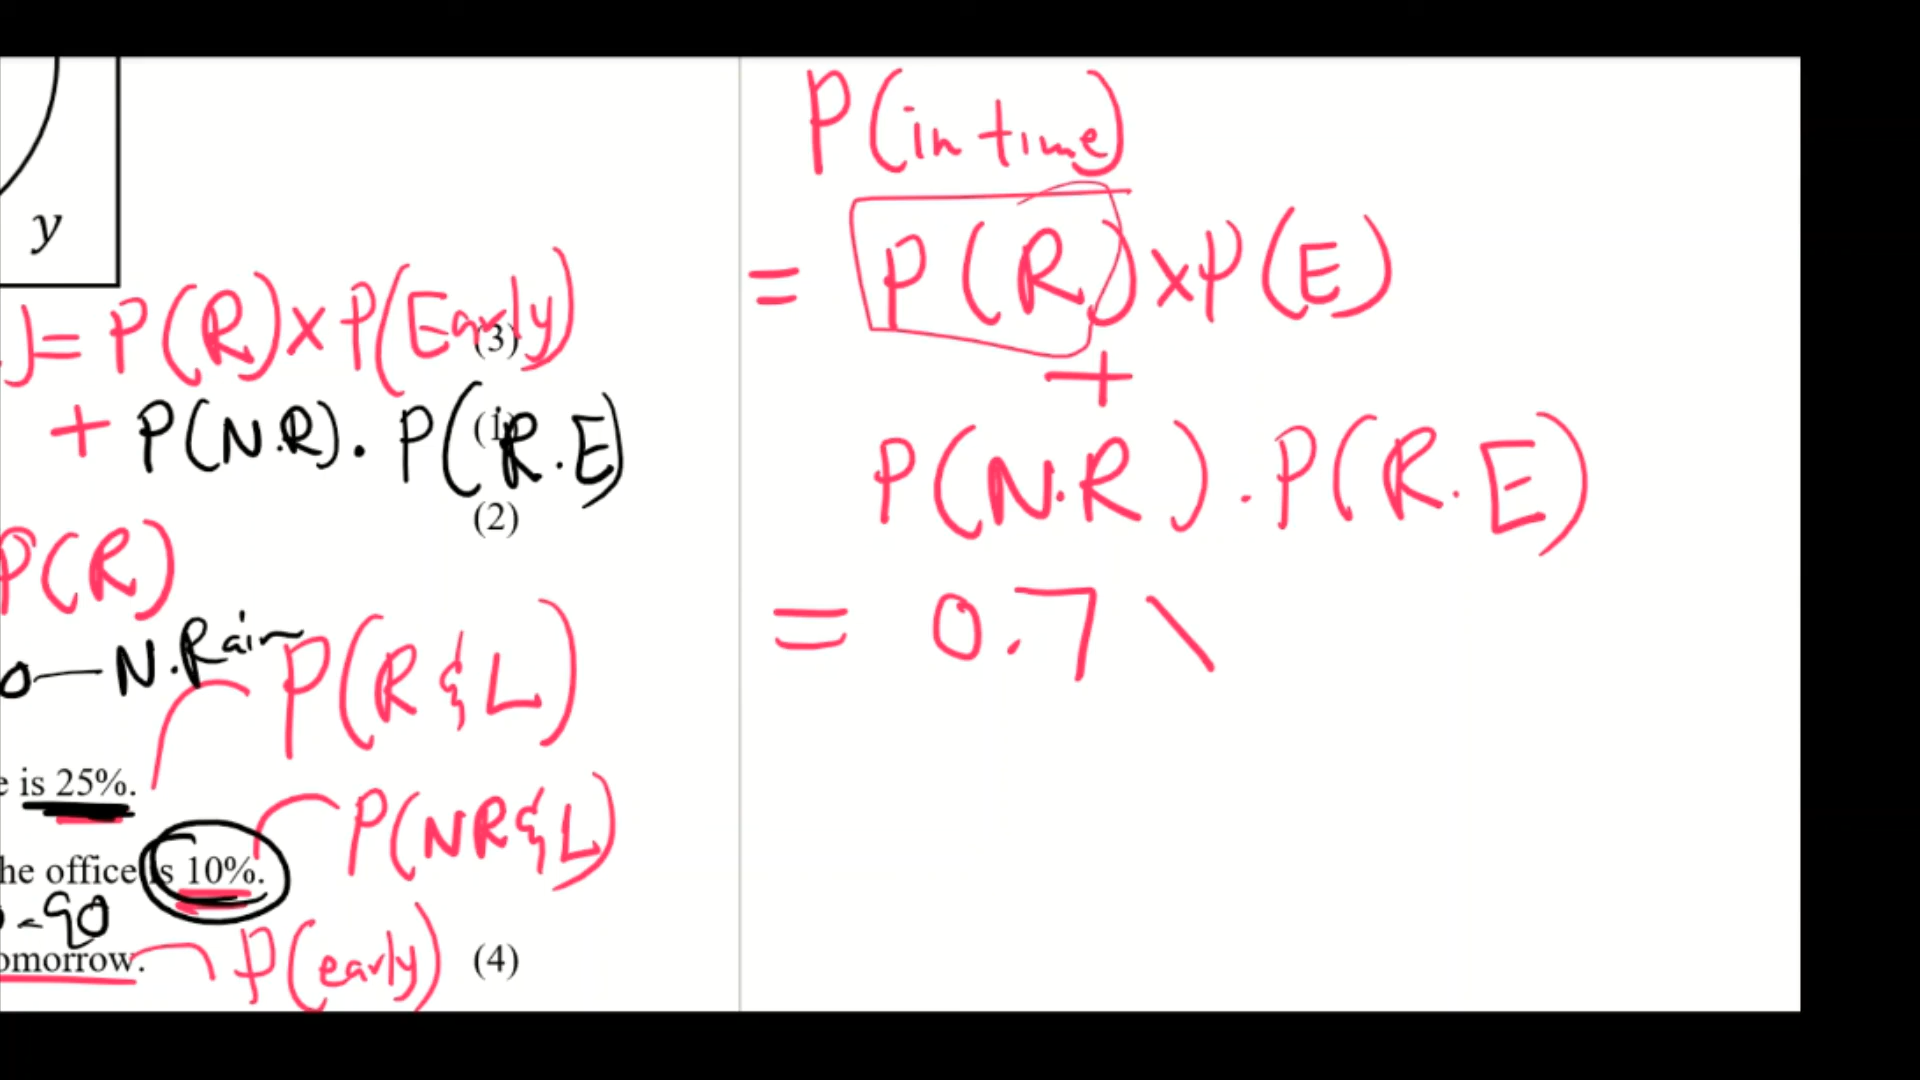 y
) = P(R) x P(Early)
(3)
+ P(N.R). P(R.E)
(1)
(2)
P(R)
0—N.Rain
P(R & L)
e is 25%.
P(NR & L)
he office is 10%.
.90
omorrow.
P(early)
(4)
P(in time)
= P(R) x P(E)
+
P(N.R). P(R.E)
= 0.7 \